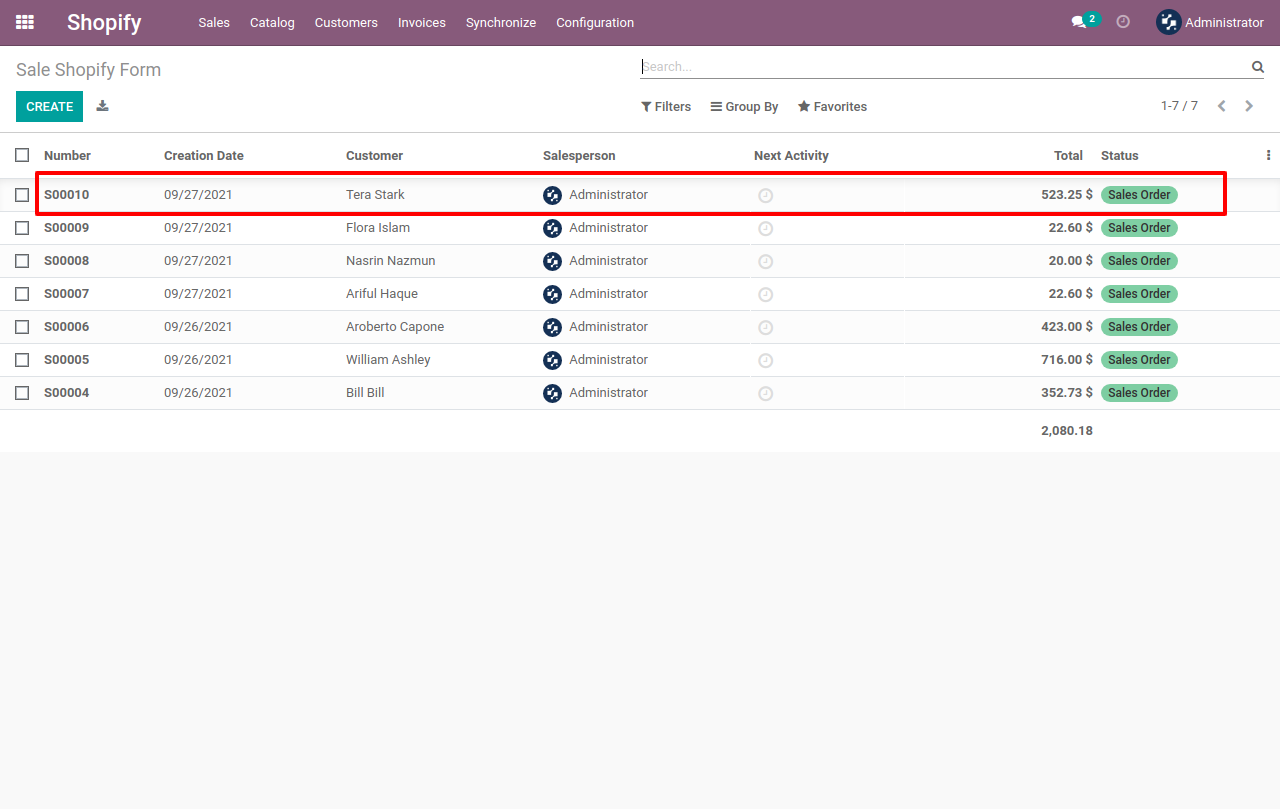 Shopify Sales Catalog Customers Invoices Synchronize Configuration 2 Administrator
Sale Shopify Form Search...
CREATE Filters Group By Favorites 1-7 / 7
Number Creation Date Customer Salesperson Next Activity Total Status
S00010 09/27/2021 Tera Stark Administrator 523.25 $ Sales Order
S00009 09/27/2021 Flora Islam Administrator 22.60 $ Sales Order
S00008 09/27/2021 Nasrin Nazmun Administrator 20.00 $ Sales Order
S00007 09/27/2021 Ariful Haque Administrator 22.60 $ Sales Order
S00006 09/26/2021 Aroberto Capone Administrator 423.00 $ Sales Order
S00005 09/26/2021 William Ashley Administrator 716.00 $ Sales Order
S00004 09/26/2021 Bill Bill Administrator 352.73 $ Sales Order
2,080.18